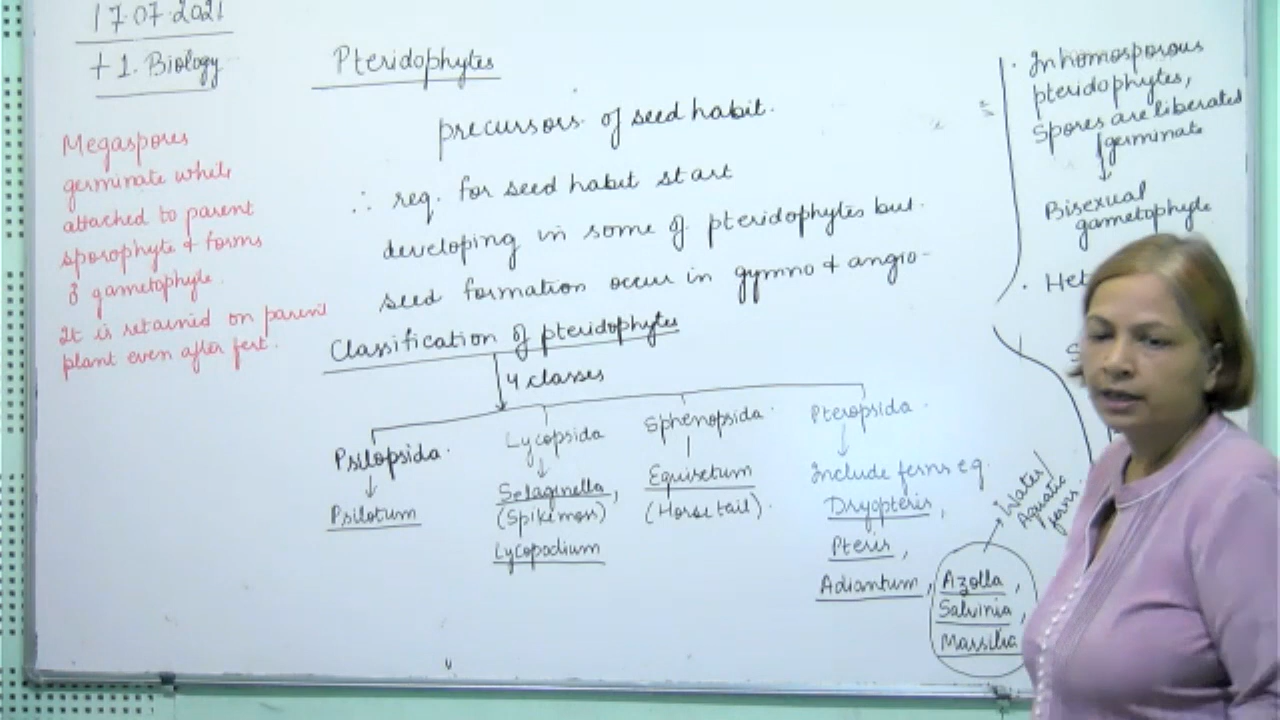 17.07.2021
+1. Biology
Pteridophytes
precursors of seed habit.
∴ req. for seed habit start
developing in some of pteridophytes but
seed formation occur in gymno & angio-
Megaspores
germinate while
attached to parent
sporophyte & forms
♂ gametophyte.
It is retained on parent
plant even after fert.
Classification of pteridophytes
4 classes
Psilopsida.
Psilotum
Lycopsida
Selaginella,
(Spikemoss)
Lycopodium
Sphenopsida.
Equisetum
(Horse tail).
Pteropsida.
Include ferns eg.
Dryopteris,
Pteris,
Adiantum,
Azolla,
Salvinia,
Marsilia
Water/
Aquatic
ferns.
· In homosporous
pteridophytes,
Spores are liberated
germinate
Bisexual
gametophyte
· Het